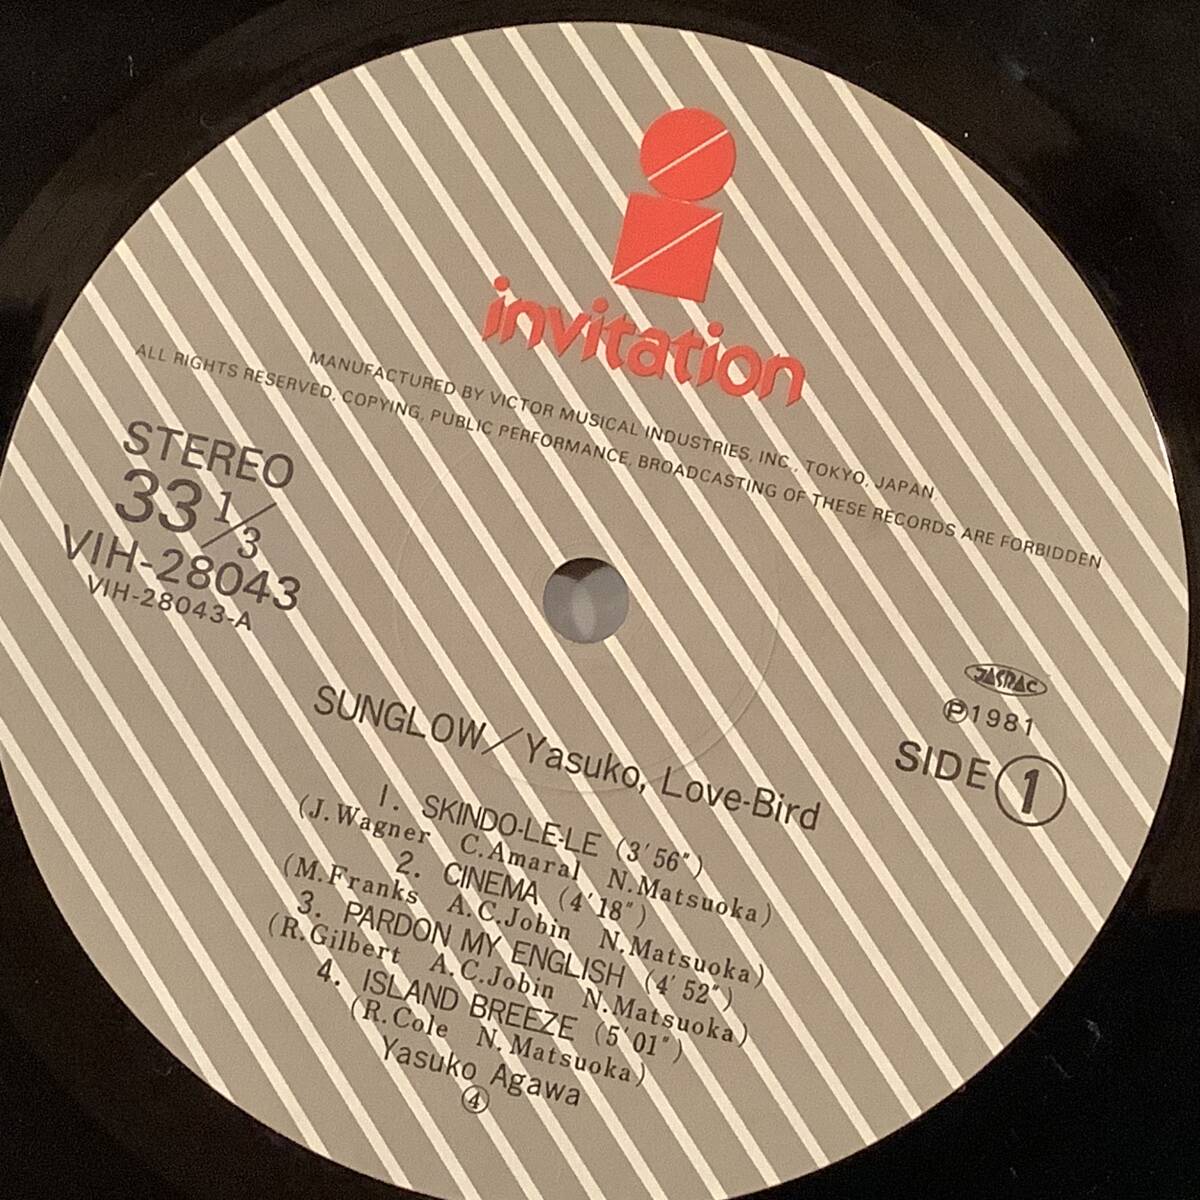 invitation
MANUFACTURED BY VICTOR MUSICAL INDUSTRIES, INC., TOKYO, JAPAN,
ALL RIGHTS RESERVED, COPYING, PUBLIC PERFORMANCE, BROADCASTING OF THESE RECORDS ARE FORBIDDEN
STEREO
33 1/3
VIH-28043
VIH-28043-A
JASRAC
Ⓟ1981
SIDE ①
SUNGLOW/Yasuko, Love-Bird
1. SKINDO-LE-LE (3′56″)
(J.Wagner C.Amaral N.Matsuoka)
2. CINEMA (4′18″)
(M.Franks A.C.Jobin N.Matsuoka)
3. PARDON MY ENGLISH (4′52″)
(R.Gilbert A.C.Jobin N.Matsuoka)
4. ISLAND BREEZE (5′01″)
(R.Cole N.Matsuoka)
Yasuko Agawa
④